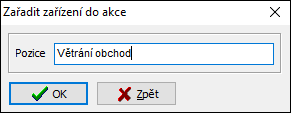 Zařadit zařízení do akce
Pozice Větrání obchod
OK Zpět